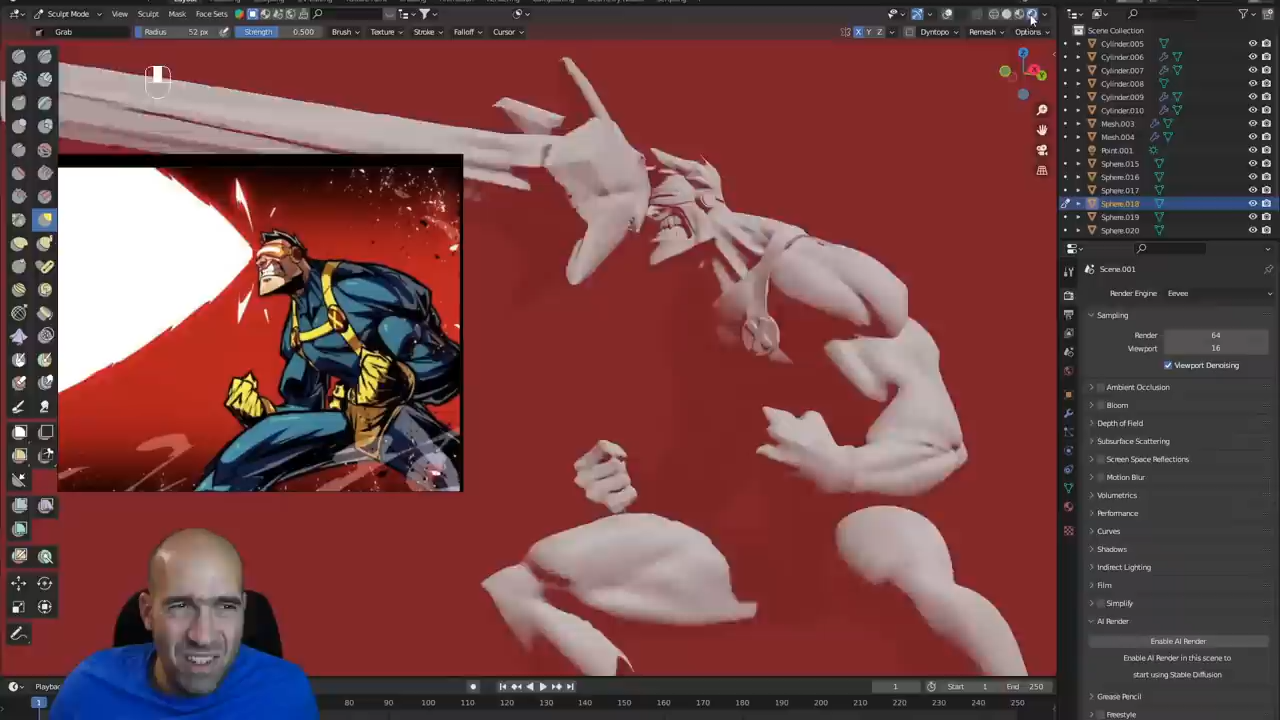 Sculpt Mode View Sculpt Mask Face Sets
Grab Radius 52 px Strength 0.500 Brush Texture Stroke Falloff Cursor X Y Z Dyntopo Remesh Options
Scene Collection
Cylinder.005
Cylinder.006
Cylinder.007
Cylinder.008
Cylinder.009
Cylinder.010
Mesh.003
Mesh.004
Point.001
Sphere.015
Sphere.016
Sphere.017
Sphere.018
Sphere.019
Sphere.020
Scene.001
Render Engine Eevee
Sampling
Render 64
Viewport 16
Viewport Denoising
Ambient Occlusion
Bloom
Depth of Field
Subsurface Scattering
Screen Space Reflections
Motion Blur
Volumetrics
Performance
Curves
Shadows
Indirect Lighting
Film
Simplify
AI Render
Enable AI Render
Enable AI Render in this scene to
start using Stable Diffusion
Grease Pencil
Freestyle
Playback
1 Start 1 End 250
1 80 90 100 110 120 130 140 150 160 170 180 190 200 210 220 230 240 250